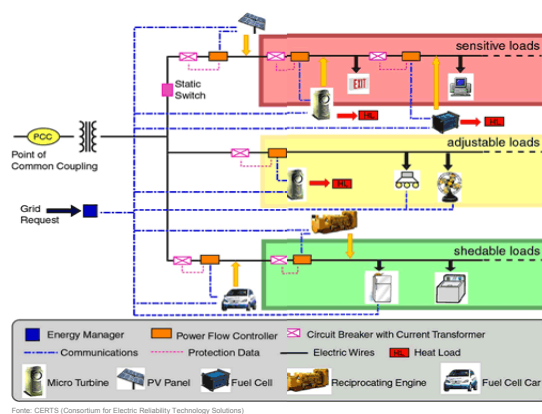 sensitive loads
Static
Switch
EXIT
HL
HL
PCC
Point of
Common Coupling
adjustable loads
HL
Grid
Request
shedable loads
Energy Manager
Power Flow Controller
Circuit Breaker with Current Transformer
Communications
Protection Data
Electric Wires
HL
Heat Load
Micro Turbine
PV Panel
Fuel Cell
Reciprocating Engine
Fuel Cell Car
Fonte: CERTS (Consortium for Electric Reliability Technology Solutions)